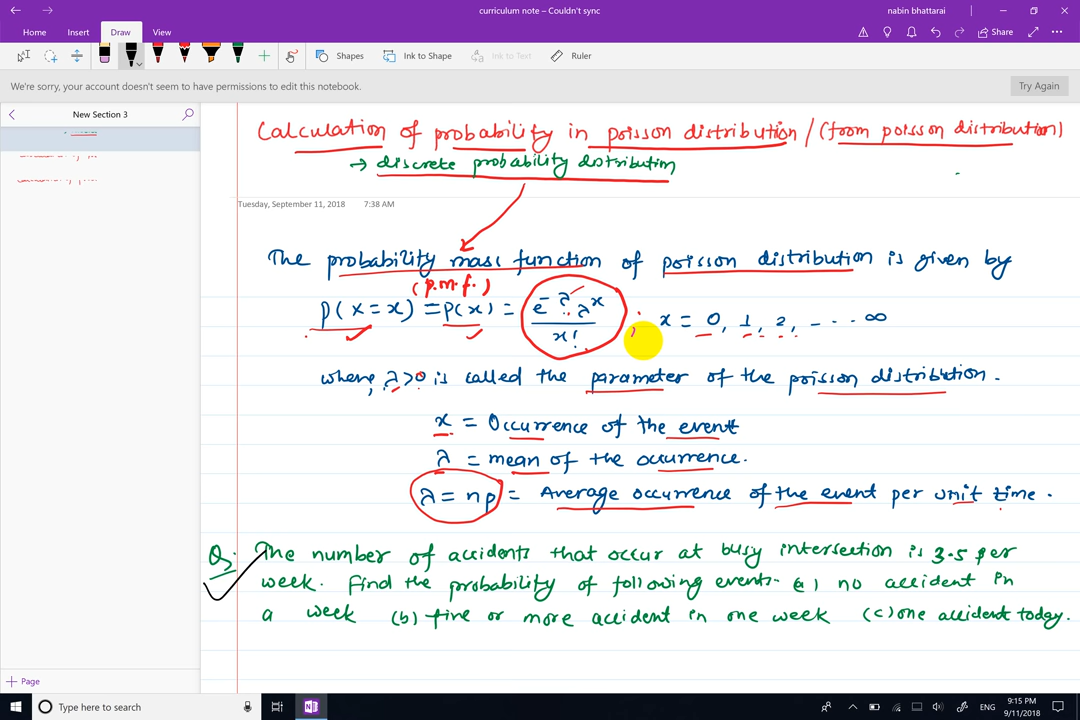 curriculum note – Couldn't sync
nabin bhattarai
Home Insert Draw View
Share
Shapes Ink to Shape Ink to Text Ruler
We're sorry, your account doesn't seem to have permissions to edit this notebook.
Try Again
New Section 3
Calculation of probability in poisson distribution / (from poisson distribution)
→ discrete probability distribution
Tuesday, September 11, 2018 7:38 AM
The probability mass function of poisson distribution is given by
(p.m.f.)
p(X=x) = p(x) = e^-λ · λ^x / x! ; x = 0, 1, 2, - - - - ∞
where, λ>0 is called the parameter of the poisson distribution.
x = Occurrence of the event
λ = mean of the occurrence.
λ = np = Average occurrence of the event per unit time.
Q: The number of accidents that occur at busy intersection is 3.5 per
week. Find the probability of following events. (a) no accident in
a week (b) five or more accident in one week (c) one accident today.
+ Page
Type here to search
ENG
9:15 PM
9/11/2018